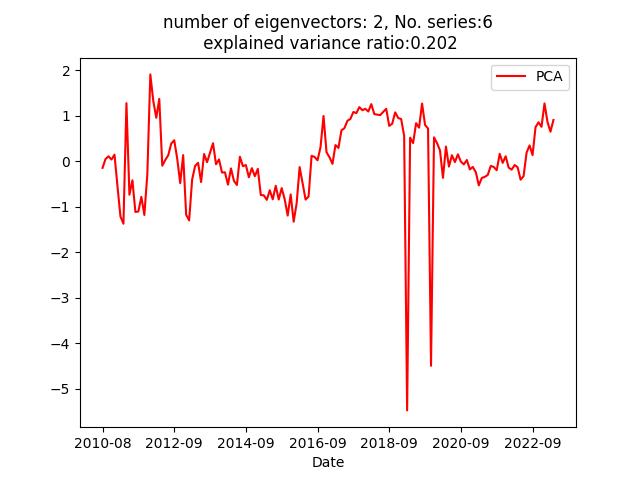 number of eigenvectors: 2, No. series:6
explained variance ratio:0.202
PCA
2
1
0
−1
−2
−3
−4
−5
2010-08 2012-09 2014-09 2016-09 2018-09 2020-09 2022-09
Date